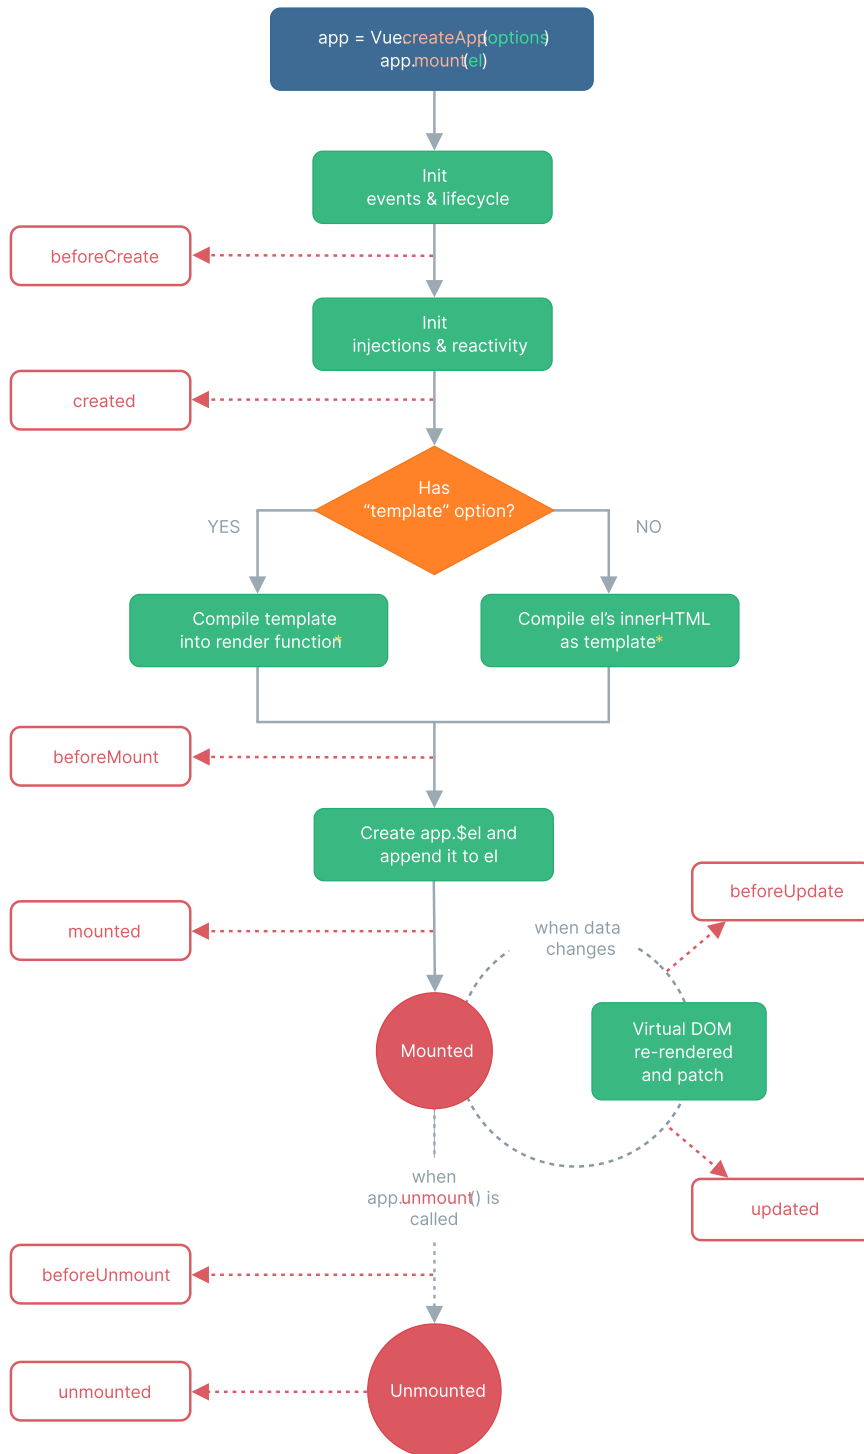 app = Vue.createApp(options)
app.mount(el)
Init
events & lifecycle
beforeCreate
Init
injections & reactivity
created
Has
“template” option?
YES
NO
Compile template
into render function*
Compile el’s innerHTML
as template*
beforeMount
Create app.$el and
append it to el
beforeUpdate
mounted
when data
changes
Virtual DOM
re-rendered
and patch
Mounted
when
app.unmount() is
called
updated
beforeUnmount
unmounted
Unmounted